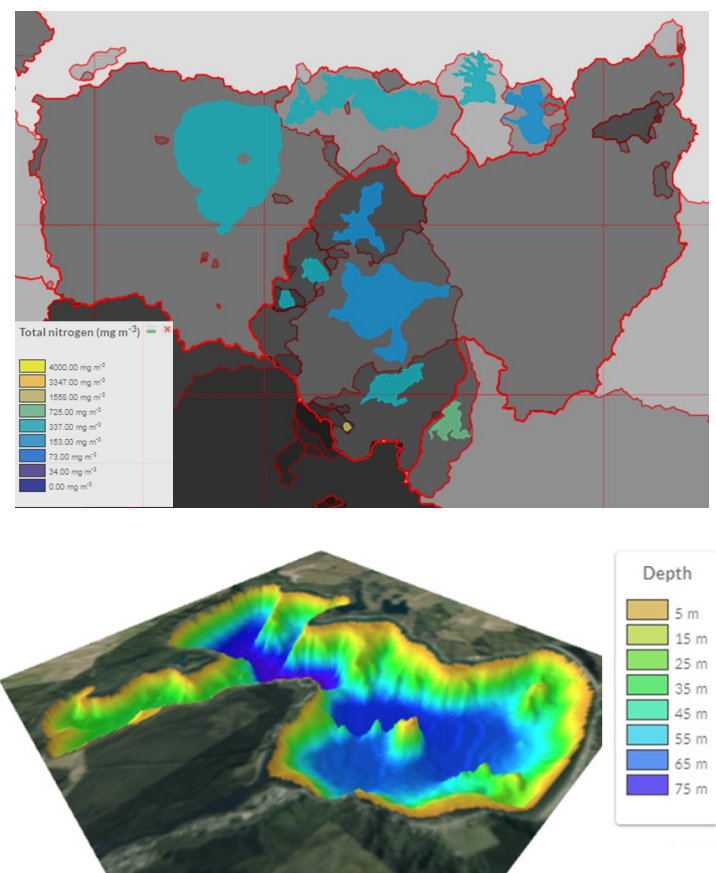 Total nitrogen (mg m-3)
4000.00 mg m-3
3347.00 mg m-3
1558.00 mg m-3
725.00 mg m-3
337.00 mg m-3
153.00 mg m-3
73.00 mg m-3
34.00 mg m-3
0.00 mg m-3
Depth
5 m
15 m
25 m
35 m
45 m
55 m
65 m
75 m